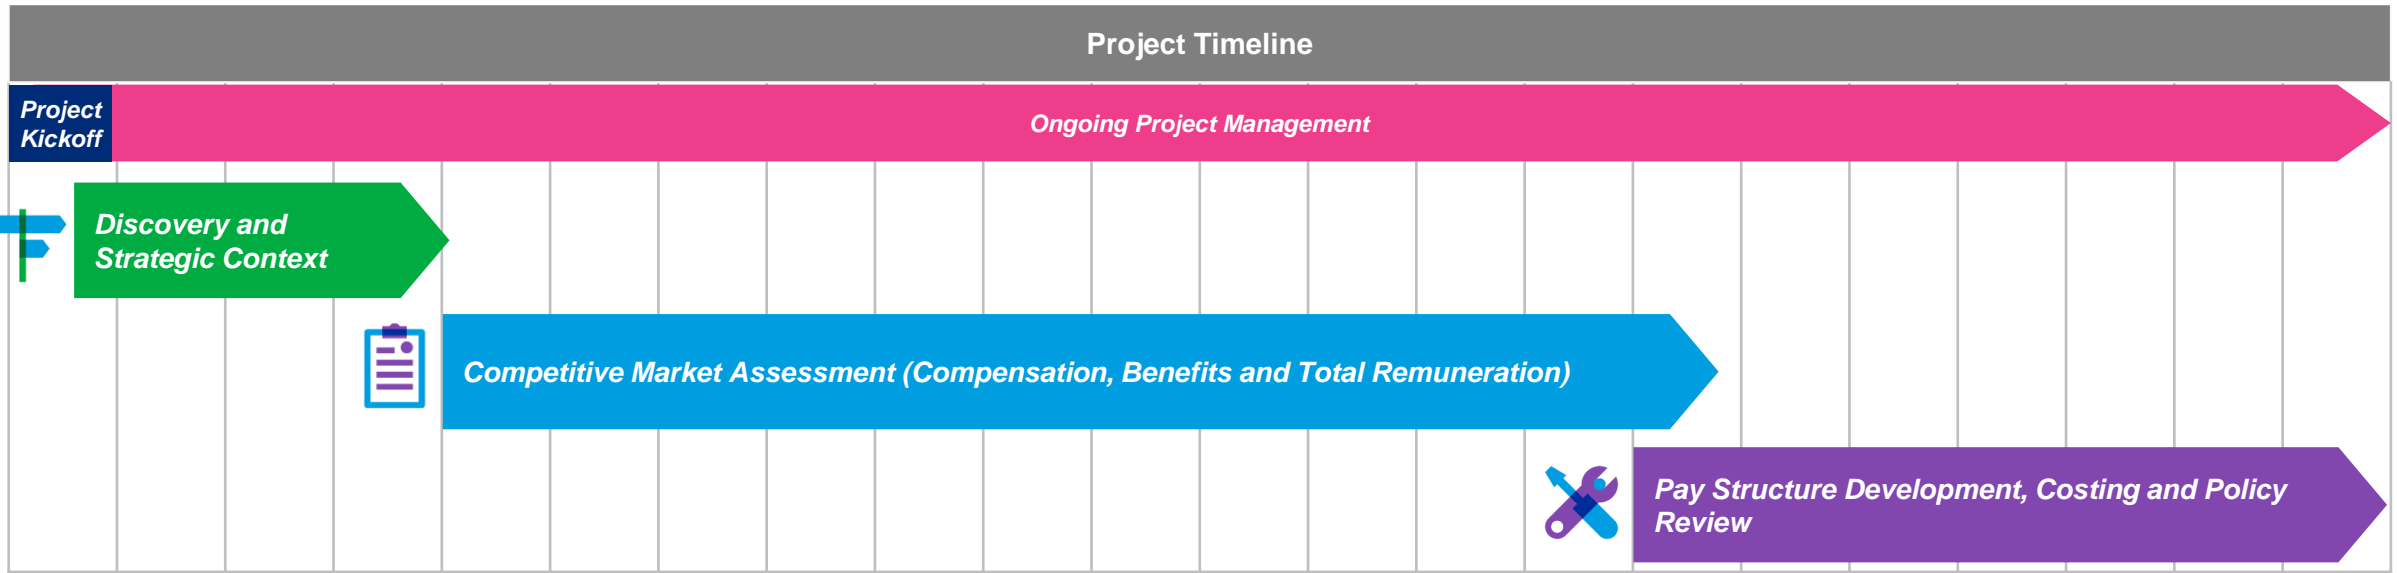 Project Timeline
Project
Kickoff
Ongoing Project Management
Discovery and
Strategic Context
Competitive Market Assessment (Compensation, Benefits and Total Remuneration)
Pay Structure Development, Costing and Policy
Review